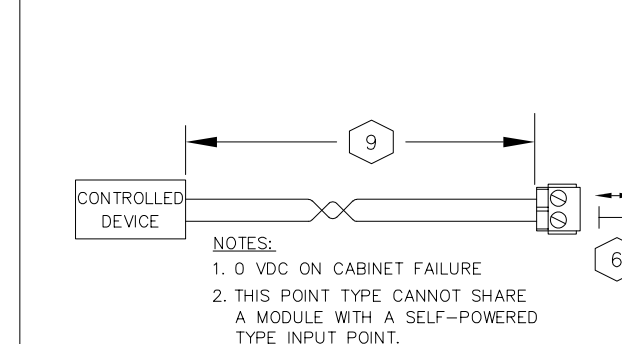 9
CONTROLLED
DEVICE
6
NOTES:
1. 0 VDC ON CABINET FAILURE
2. THIS POINT TYPE CANNOT SHARE
A MODULE WITH A SELF-POWERED
TYPE INPUT POINT.